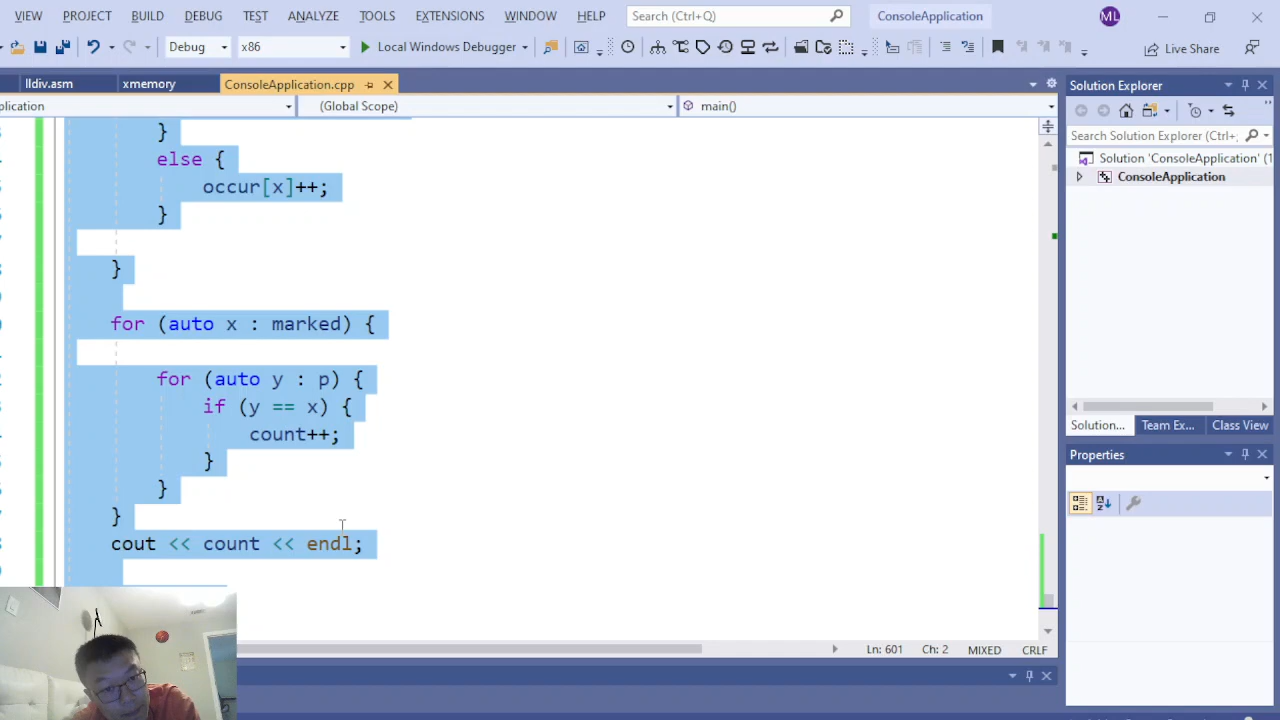 VIEW PROJECT BUILD DEBUG TEST ANALYZE TOOLS EXTENSIONS WINDOW HELP Search (Ctrl+Q) ConsoleApplication ML
Debug x86 Local Windows Debugger Live Share
lldiv.asm xmemory ConsoleApplication.cpp
plication (Global Scope) main()
}
else {
occur[x]++;
}
}
for (auto x : marked) {
for (auto y : p) {
if (y == x) {
count++;
}
}
}
cout << count << endl;
Ln: 601 Ch: 2 MIXED CRLF
Solution Explorer
Search Solution Explorer (Ctrl+;
Solution 'ConsoleApplication' (1
ConsoleApplication
Solution... Team Ex... Class View
Properties